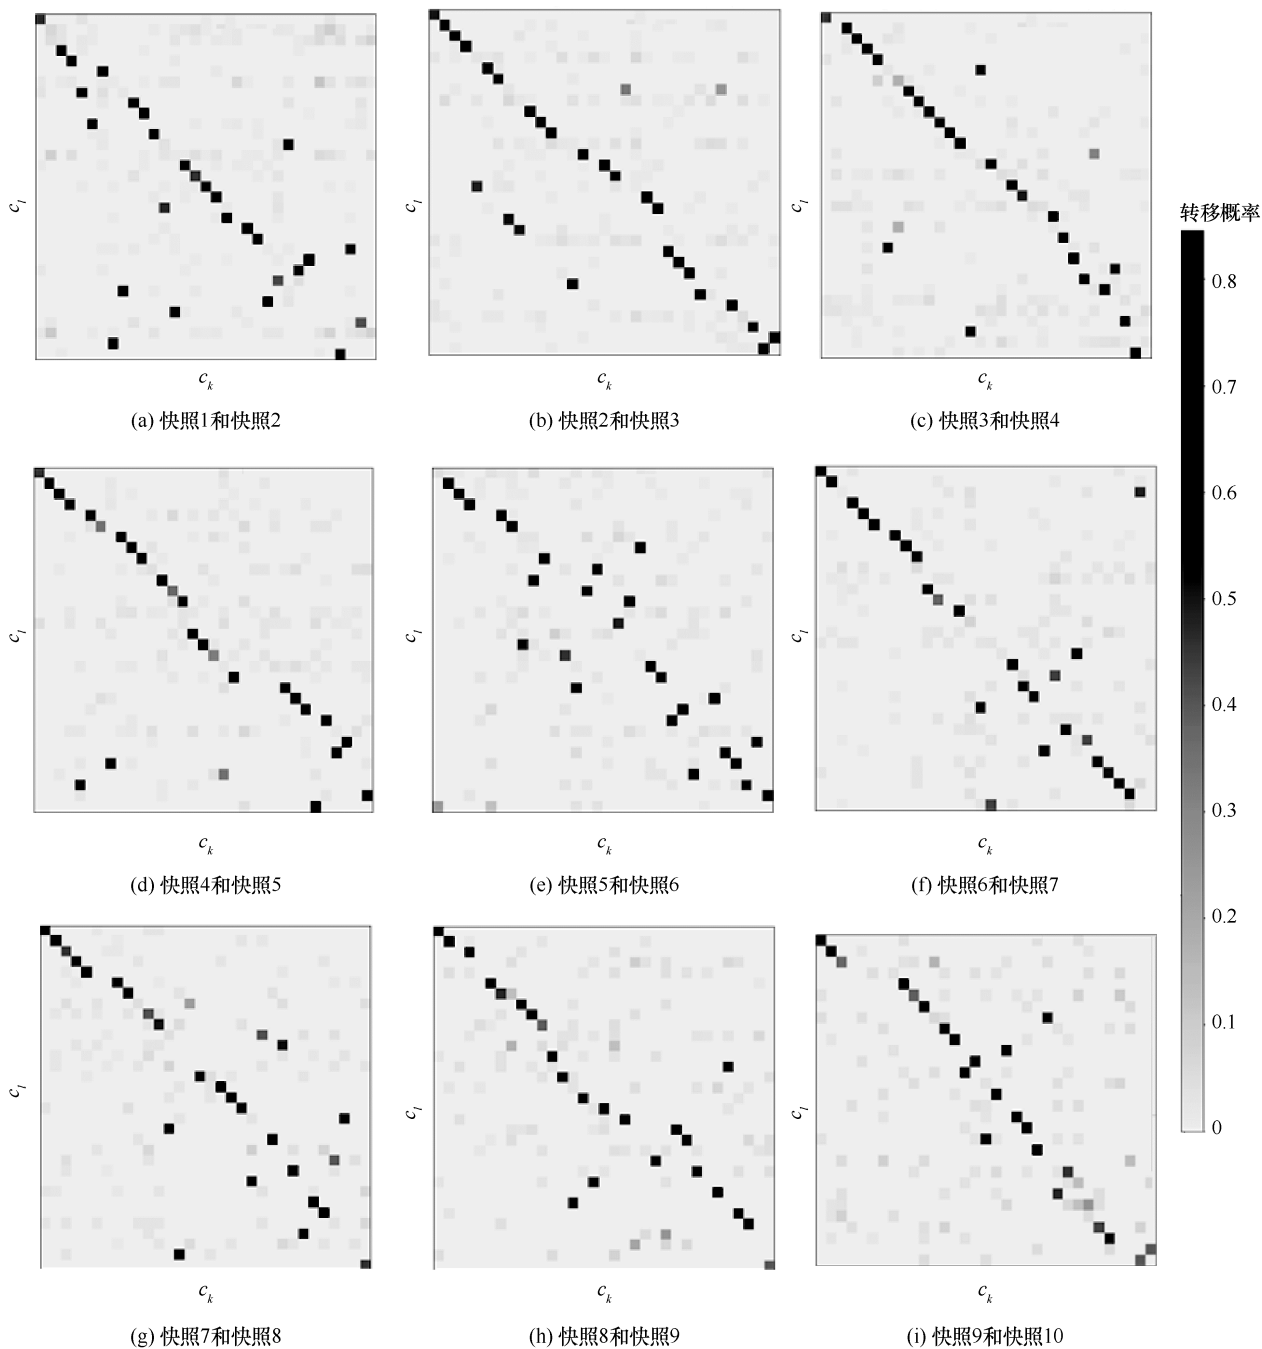 c_l
c_k
(a) 快照1和快照2
c_l
c_k
(b) 快照2和快照3
c_l
c_k
(c) 快照3和快照4
转移概率
0.8
0.7
0.6
0.5
0.4
0.3
0.2
0.1
0
c_l
c_k
(d) 快照4和快照5
c_l
c_k
(e) 快照5和快照6
c_l
c_k
(f) 快照6和快照7
c_l
c_k
(g) 快照7和快照8
c_l
c_k
(h) 快照8和快照9
c_l
c_k
(i) 快照9和快照10